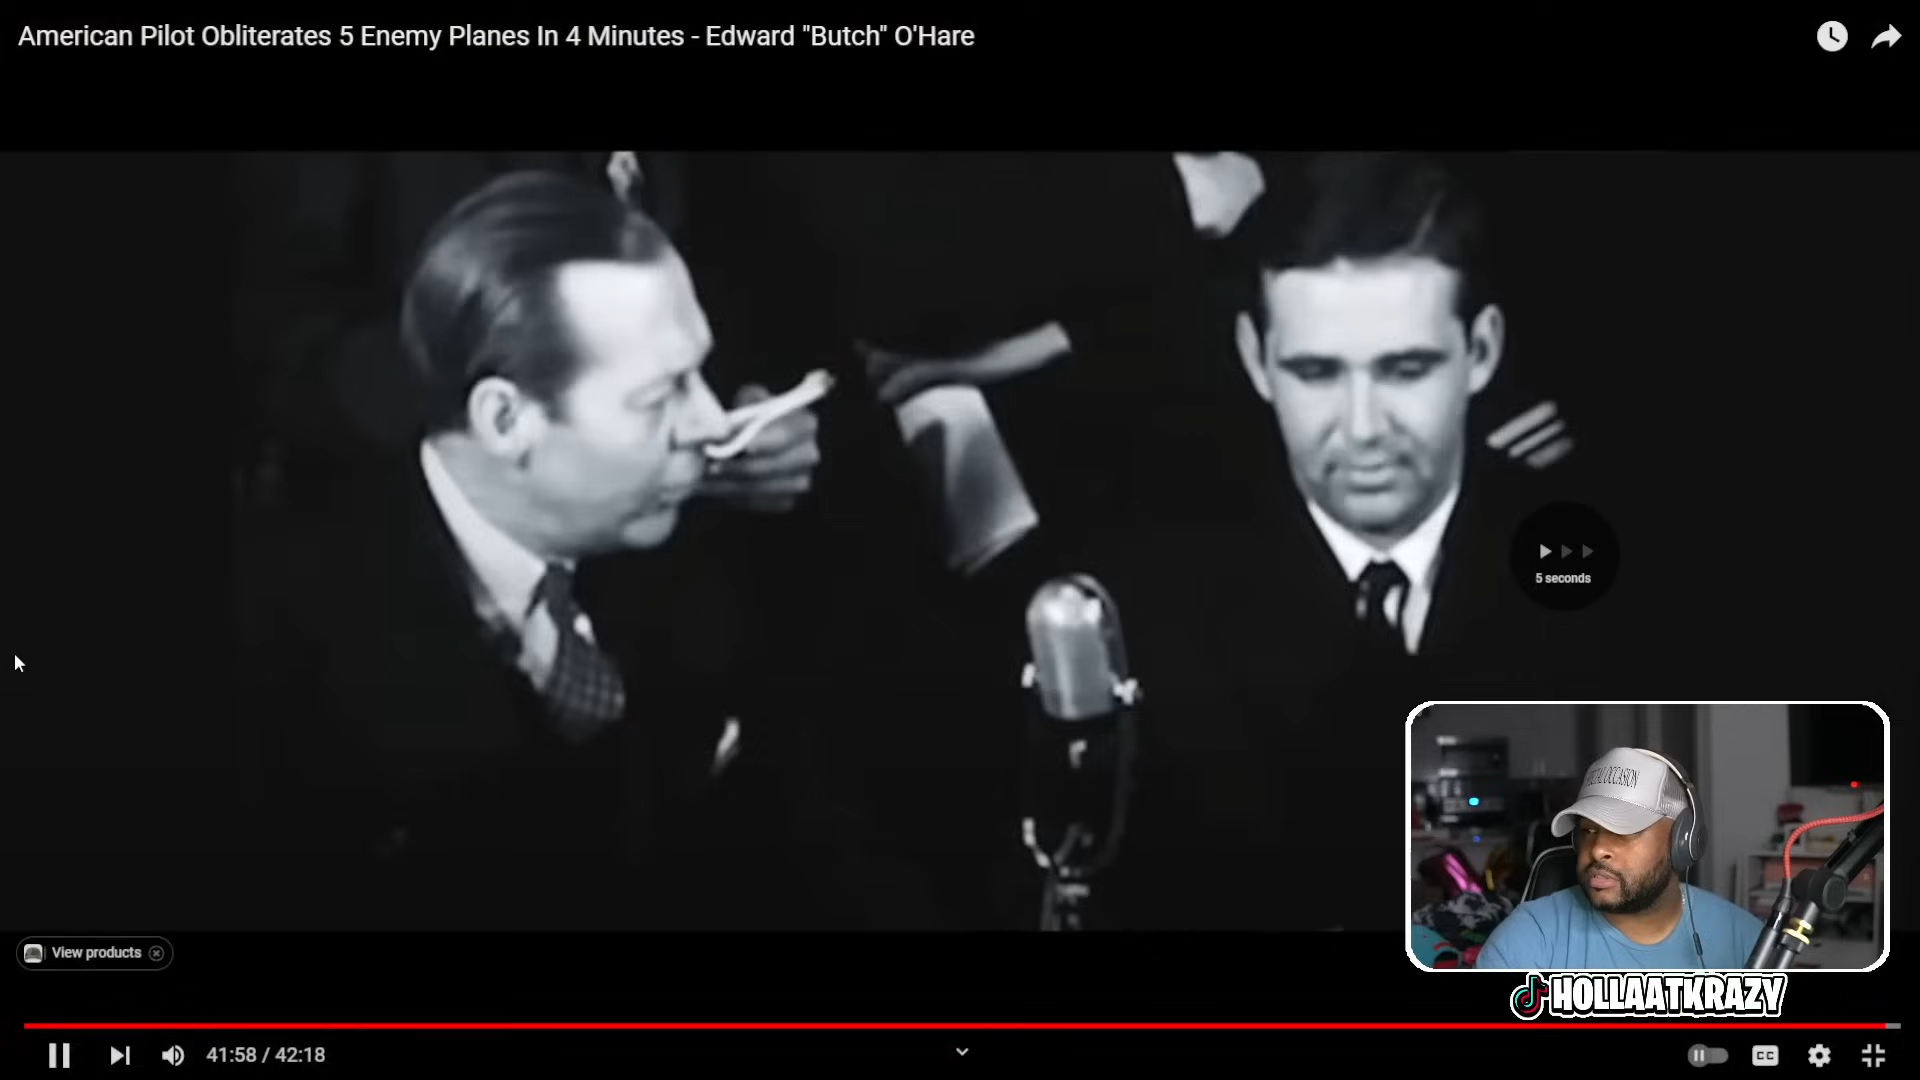 American Pilot Obliterates 5 Enemy Planes In 4 Minutes - Edward "Butch" O'Hare
5 seconds
View products
HOLLAATKRAZY
41:58 / 42:18
CC